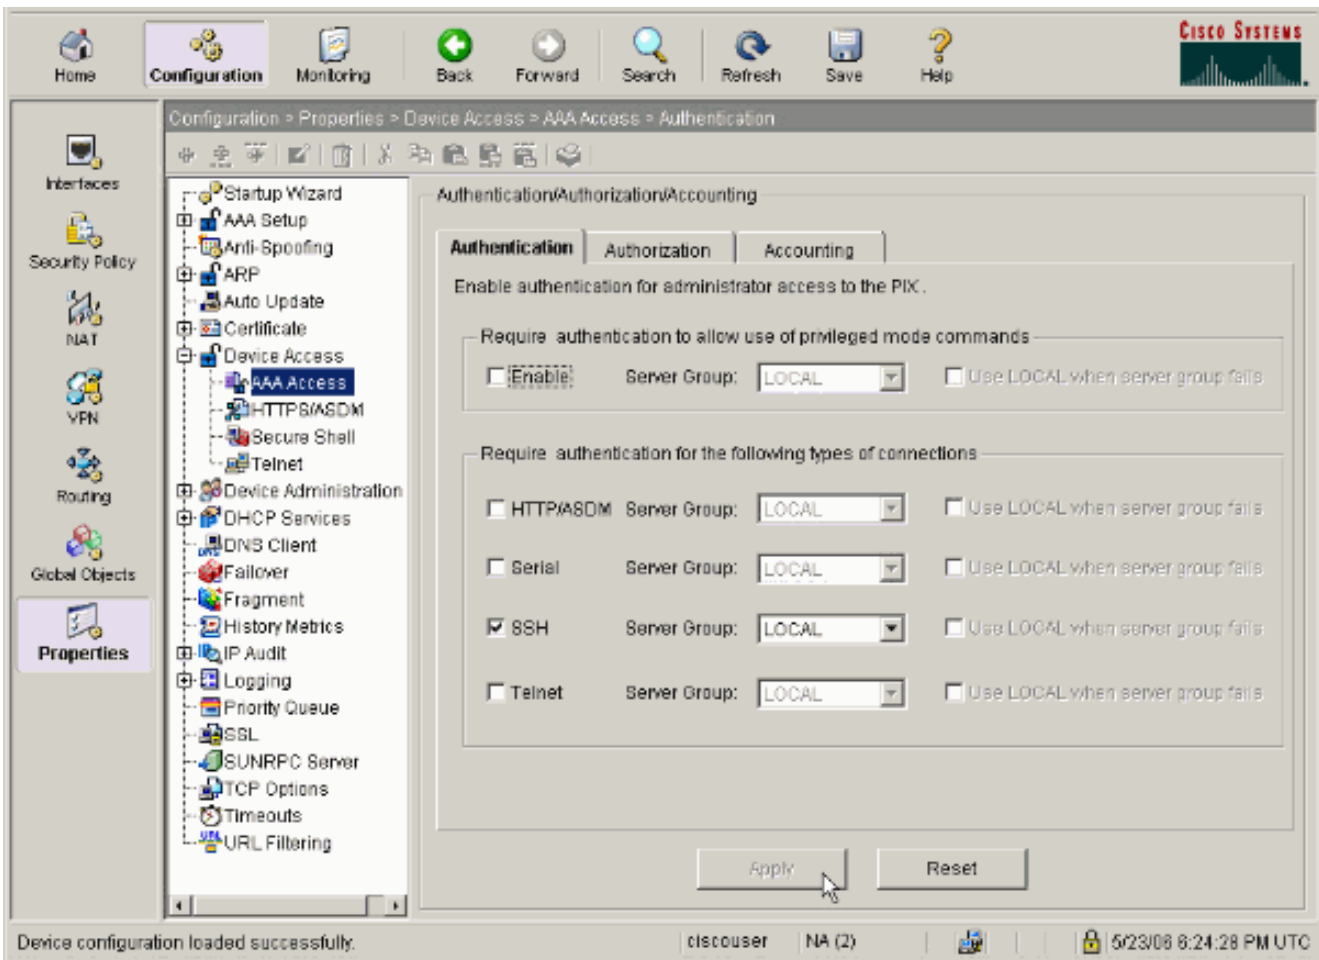 Home
Configuration
Monitoring
Back
Forward
Search
Refresh
Save
Help
CISCO SYSTEMS
Configuration > Properties > Device Access > AAA Access > Authentication
Interfaces
Security Policy
NAT
VPN
Routing
Global Objects
Properties
Startup Wizard
AAA Setup
Anti-Spoofing
ARP
Auto Update
Certificate
Device Access
AAA Access
HTTPS/ASDM
Secure Shell
Telnet
Device Administration
DHCP Services
DNS Client
Failover
Fragment
History Metrics
IP Audit
Logging
Priority Queue
SSL
SUNRPC Server
TCP Options
Timeouts
URL Filtering
Authentication/Authorization/Accounting
Authentication
Authorization
Accounting
Enable authentication for administrator access to the PIX.
Require authentication to allow use of privileged mode commands
Enable Server Group: LOCAL Use LOCAL when server group fails
Require authentication for the following types of connections
HTTP/ASDM Server Group: LOCAL Use LOCAL when server group fails
Serial Server Group: LOCAL Use LOCAL when server group fails
SSH Server Group: LOCAL Use LOCAL when server group fails
Telnet Server Group: LOCAL Use LOCAL when server group fails
Apply
Reset
Device configuration loaded successfully.
ciscouser
NA (2)
5/23/06 6:24:28 PM UTC